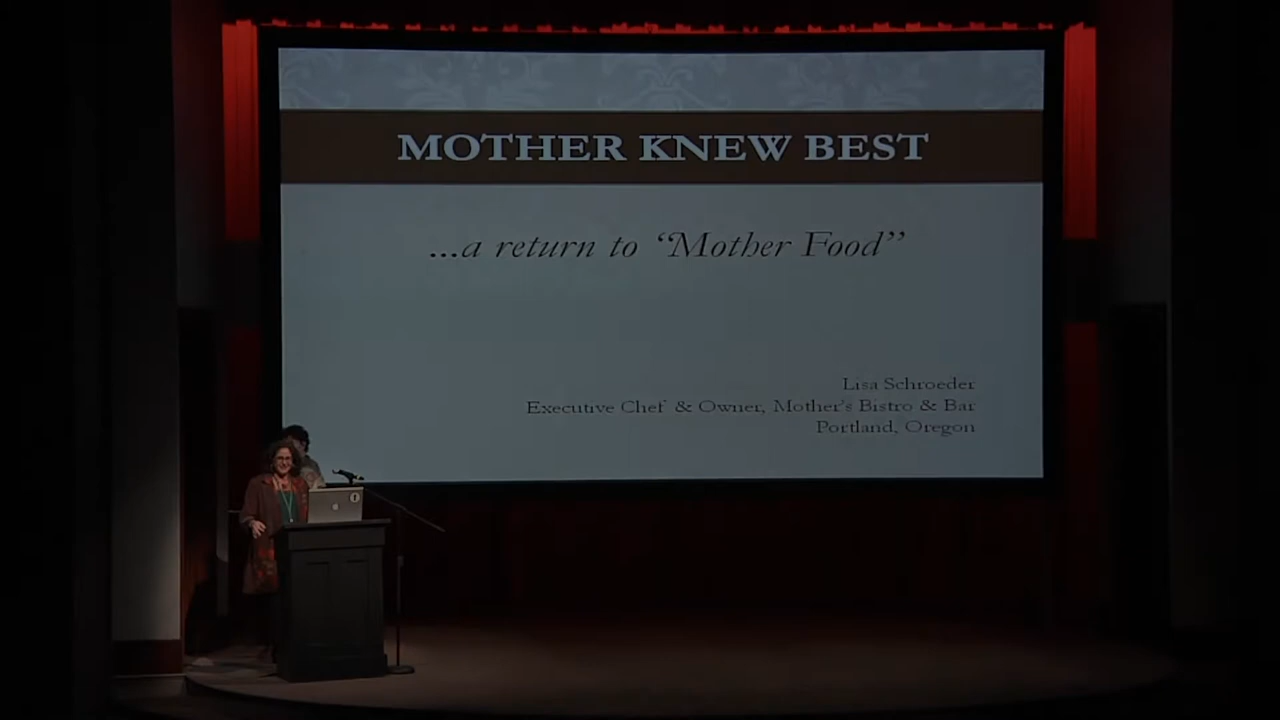 MOTHER KNEW BEST
...a return to “Mother Food”
Lisa Schroeder
Executive Chef & Owner, Mother's Bistro & Bar
Portland, Oregon